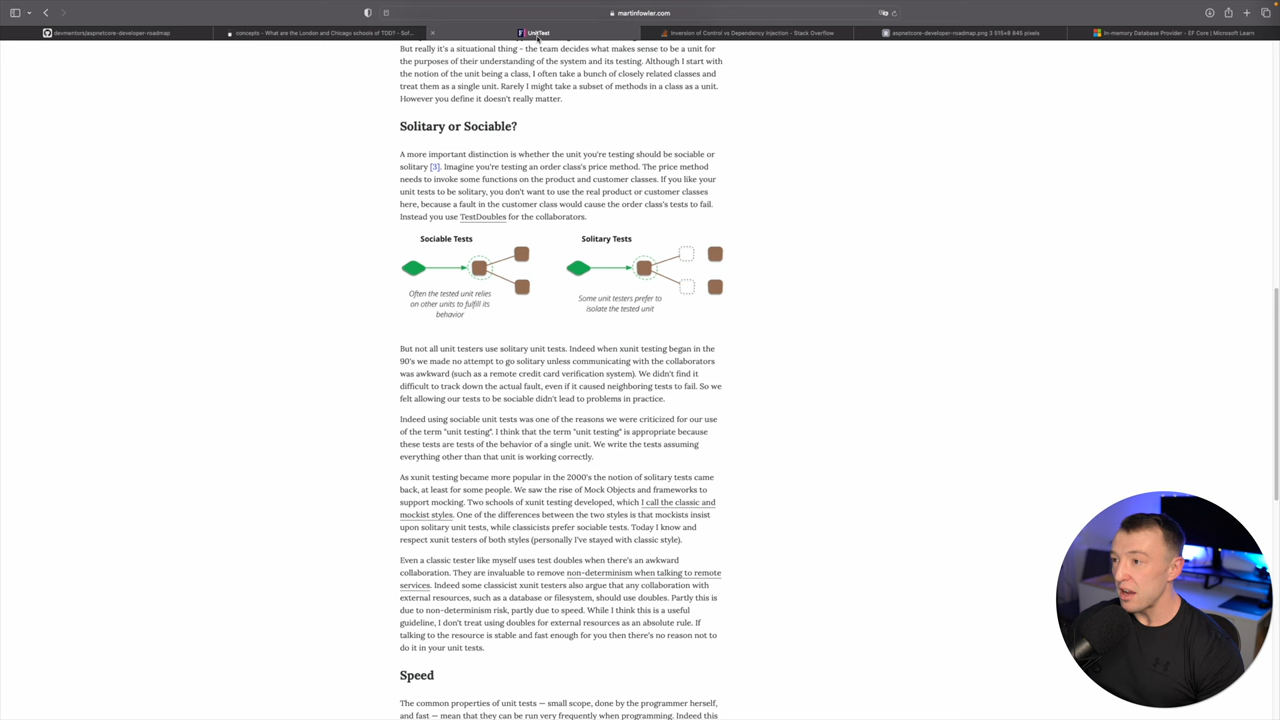 martinfowler.com
devmentors/aspnetcore-developer-roadmap
concepts - What are the London and Chicago schools of TDD? - Sof...
UnitTest
Inversion of Control vs Dependency Injection - Stack Overflow
aspnetcore-developer-roadmap.png 3 515×8 845 pixels
In-memory Database Provider - EF Core | Microsoft Learn
But really it's a situational thing - the team decides what makes sense to be a unit for
the purposes of their understanding of the system and its testing. Although I start with
the notion of the unit being a class, I often take a bunch of closely related classes and
treat them as a single unit. Rarely I might take a subset of methods in a class as a unit.
However you define it doesn't really matter.
Solitary or Sociable?
A more important distinction is whether the unit you're testing should be sociable or
solitary [3]. Imagine you're testing an order class's price method. The price method
needs to invoke some functions on the product and customer classes. If you like your
unit tests to be solitary, you don't want to use the real product or customer classes
here, because a fault in the customer class would cause the order class's tests to fail.
Instead you use TestDoubles for the collaborators.
Sociable Tests
Often the tested unit relies
on other units to fulfill its
behavior
Solitary Tests
Some unit testers prefer to
isolate the tested unit
But not all unit testers use solitary unit tests. Indeed when xunit testing began in the
90's we made no attempt to go solitary unless communicating with the collaborators
was awkward (such as a remote credit card verification system). We didn't find it
difficult to track down the actual fault, even if it caused neighboring tests to fail. So we
felt allowing our tests to be sociable didn't lead to problems in practice.
Indeed using sociable unit tests was one of the reasons we were criticized for our use
of the term "unit testing". I think that the term "unit testing" is appropriate because
these tests are tests of the behavior of a single unit. We write the tests assuming
everything other than that unit is working correctly.
As xunit testing became more popular in the 2000's the notion of solitary tests came
back, at least for some people. We saw the rise of Mock Objects and frameworks to
support mocking. Two schools of xunit testing developed, which I call the classic and
mockist styles. One of the differences between the two styles is that mockists insist
upon solitary unit tests, while classicists prefer sociable tests. Today I know and
respect xunit testers of both styles (personally I've stayed with classic style).
Even a classic tester like myself uses test doubles when there's an awkward
collaboration. They are invaluable to remove non-determinism when talking to remote
services. Indeed some classicist xunit testers also argue that any collaboration with
external resources, such as a database or filesystem, should use doubles. Partly this is
due to non-determinism risk, partly due to speed. While I think this is a useful
guideline, I don't treat using doubles for external resources as an absolute rule. If
talking to the resource is stable and fast enough for you then there's no reason not to
do it in your unit tests.
Speed
The common properties of unit tests — small scope, done by the programmer herself,
and fast — mean that they can be run very frequently when programming. Indeed this